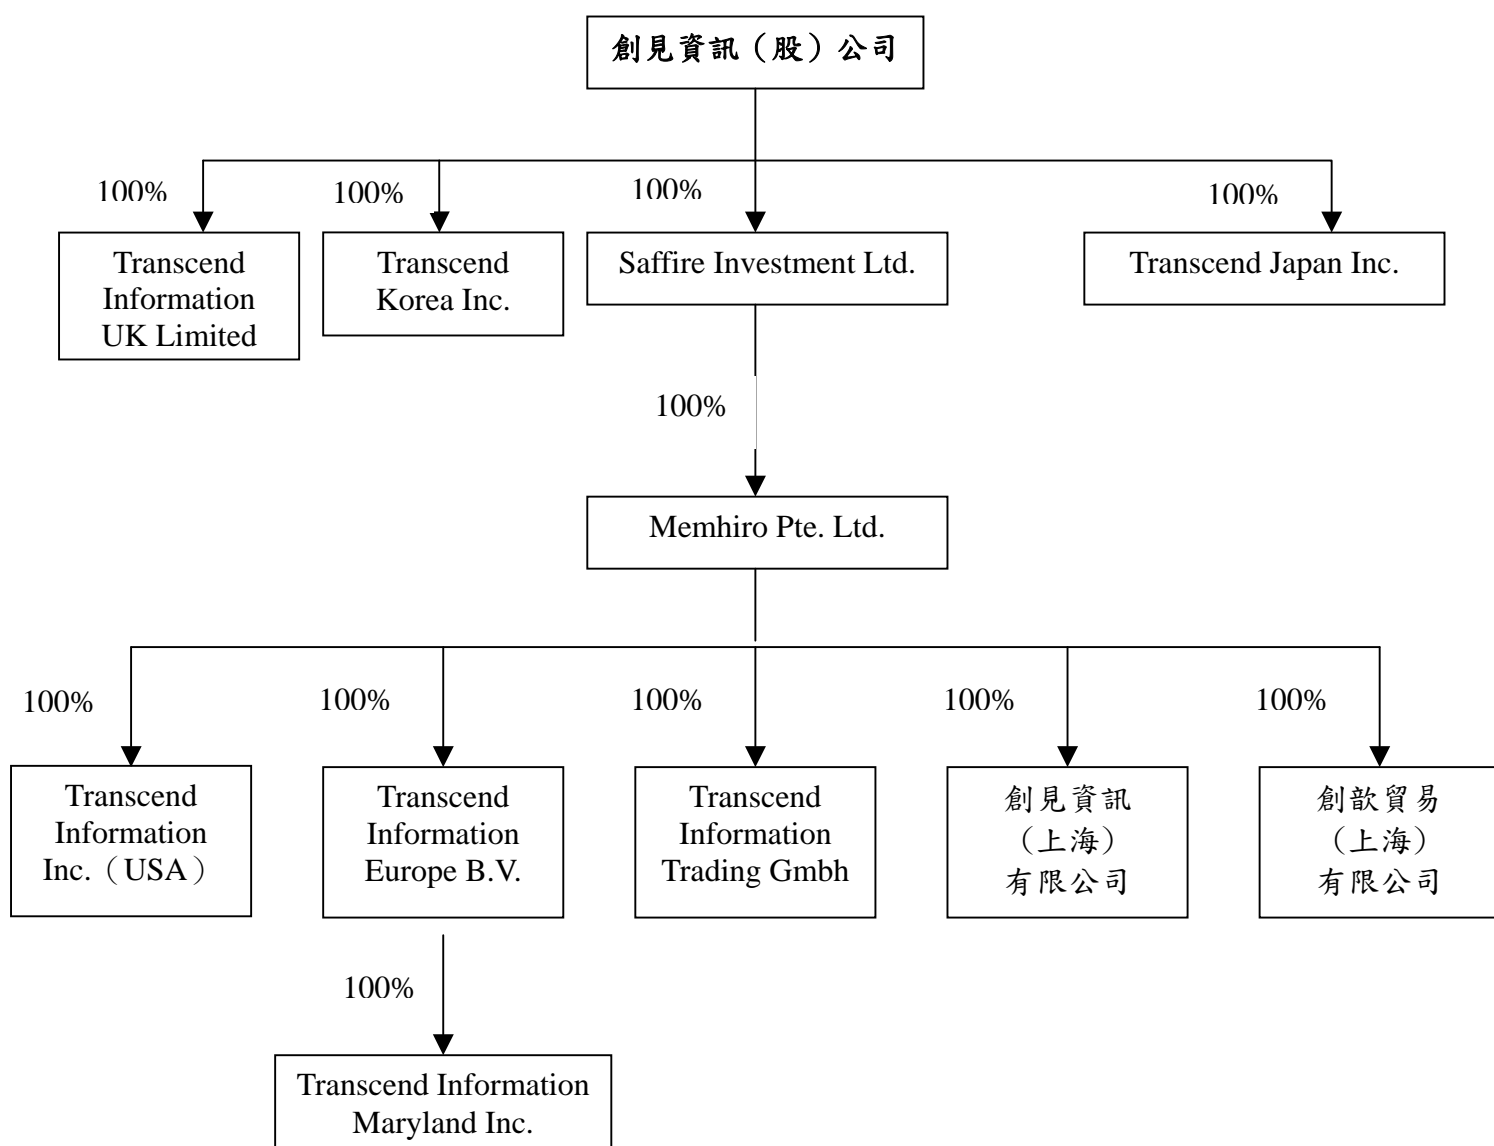 創見資訊（股）公司
100%
100%
100%
100%
Transcend
Information
UK Limited
Transcend
Korea Inc.
Saffire Investment Ltd.
Transcend Japan Inc.
100%
Memhiro Pte. Ltd.
100%
100%
100%
100%
100%
Transcend
Information
Inc.（USA）
Transcend
Information
Europe B.V.
Transcend
Information
Trading Gmbh
創見資訊
（上海）
有限公司
創歆貿易
（上海）
有限公司
100%
Transcend Information
Maryland Inc.